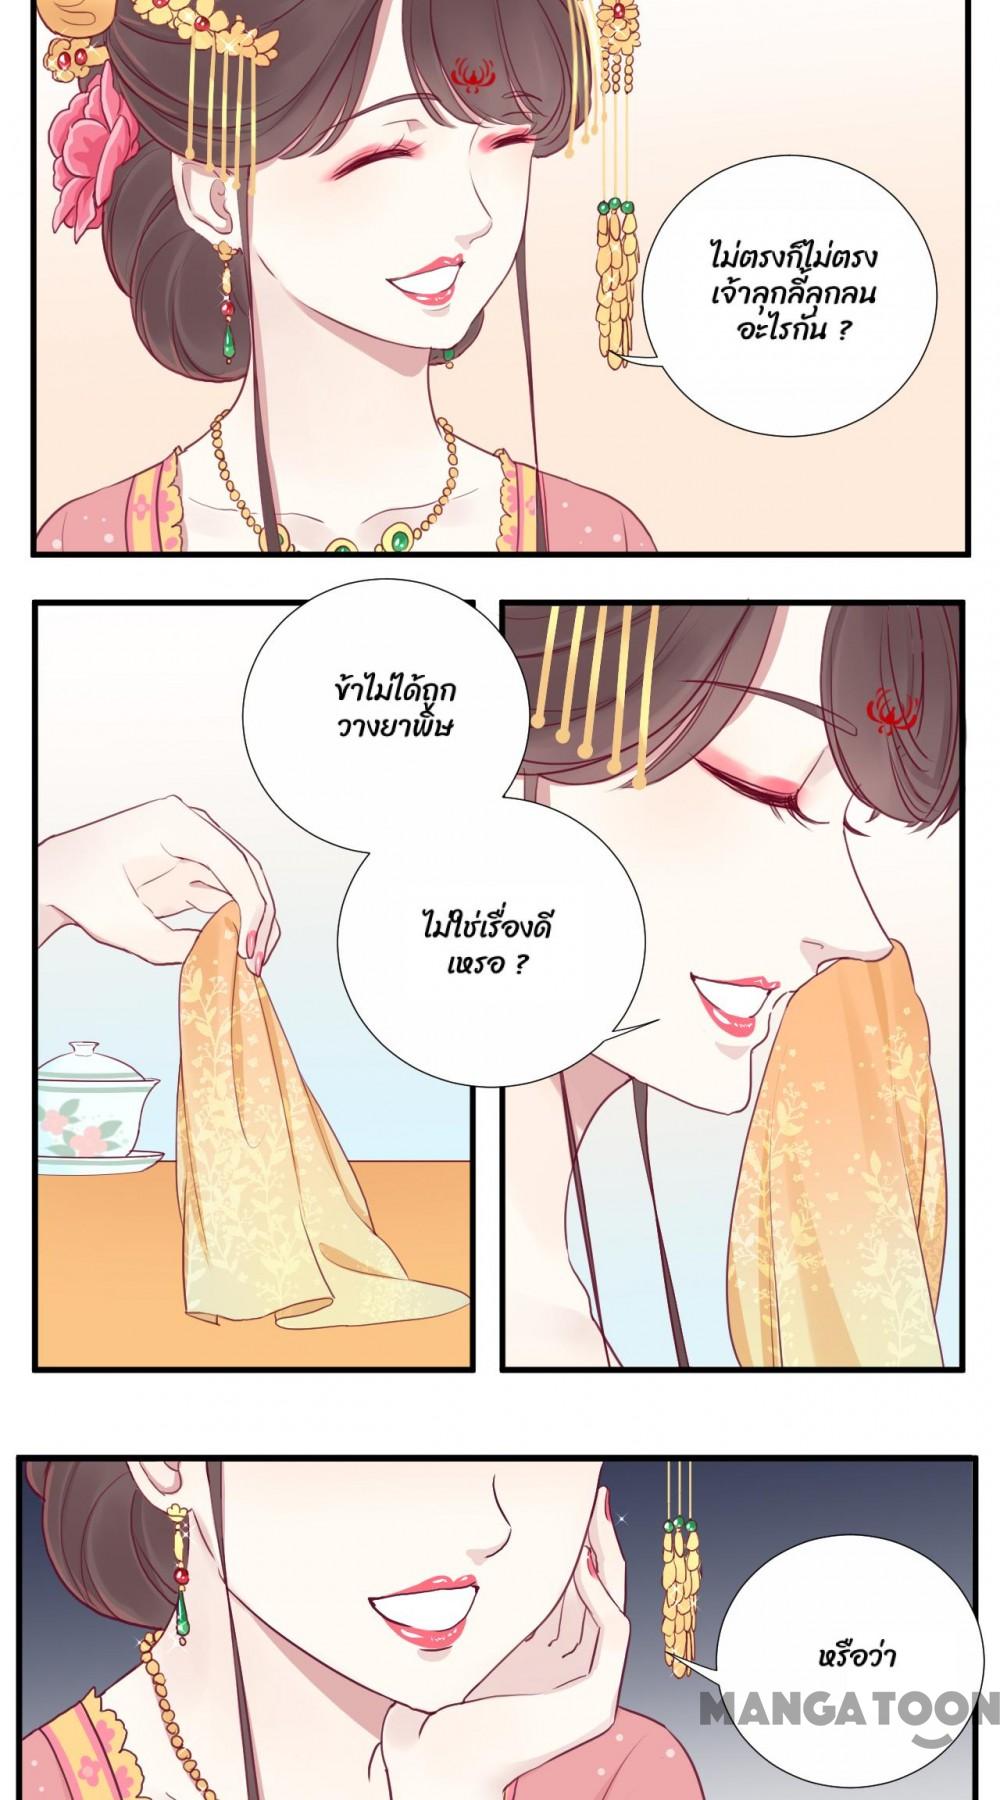 ไม่ตรงก็ไม่ตรง
เจ้าลุกลี้ลุกลน
อะไรกัน ?
ข้าไม่ได้ถูก
วางยาพิษ
ไม่ใช่เรื่องดี
เหรอ ?
หรือว่า
MANGATOON